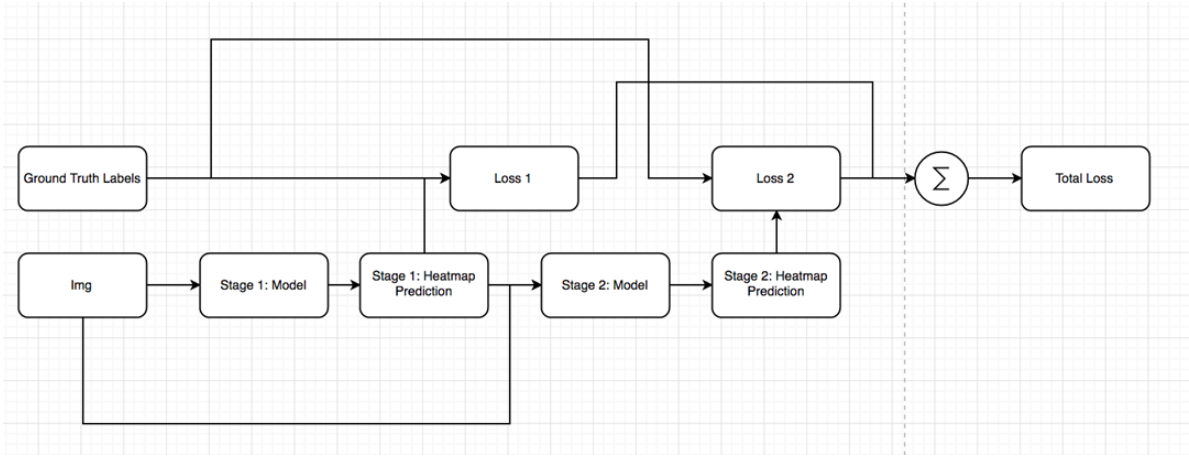 Ground Truth Labels
Loss 1
Loss 2
Σ
Total Loss
Img
Stage 1: Model
Stage 1: Heatmap
Prediction
Stage 2: Model
Stage 2: Heatmap
Prediction